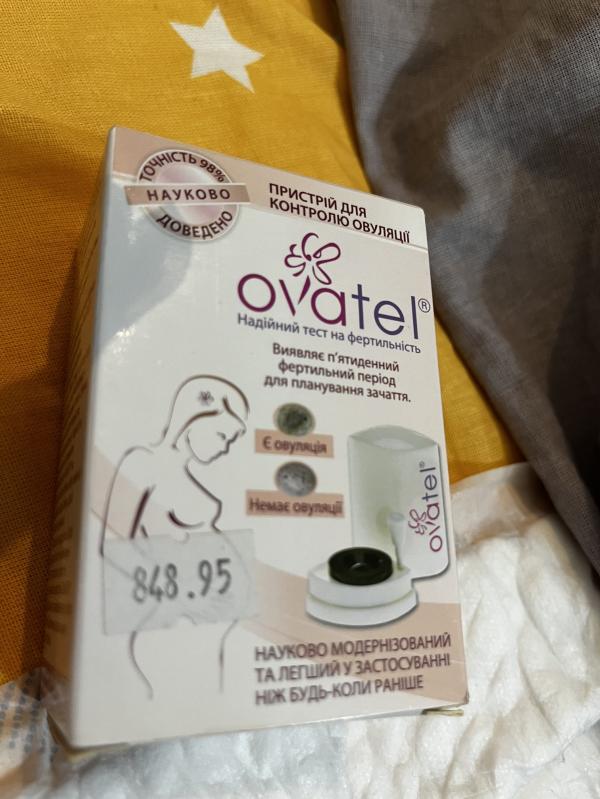 ТОЧНІСТЬ 98%
НАУКОВО
ДОВЕДЕНО
ПРИСТРІЙ ДЛЯ
КОНТРОЛЮ ОВУЛЯЦІЇ
ovatel®
Надійний тест на фертильність
Виявляє п'ятиденний
фертильний період
для планування зачаття.
Є овуляція
Немає овуляції
ovatel®
848.95
НАУКОВО МОДЕРНІЗОВАНИЙ
ТА ЛЕГШИЙ У ЗАСТОСУВАННІ
НІЖ БУДЬ-КОЛИ РАНІШЕ